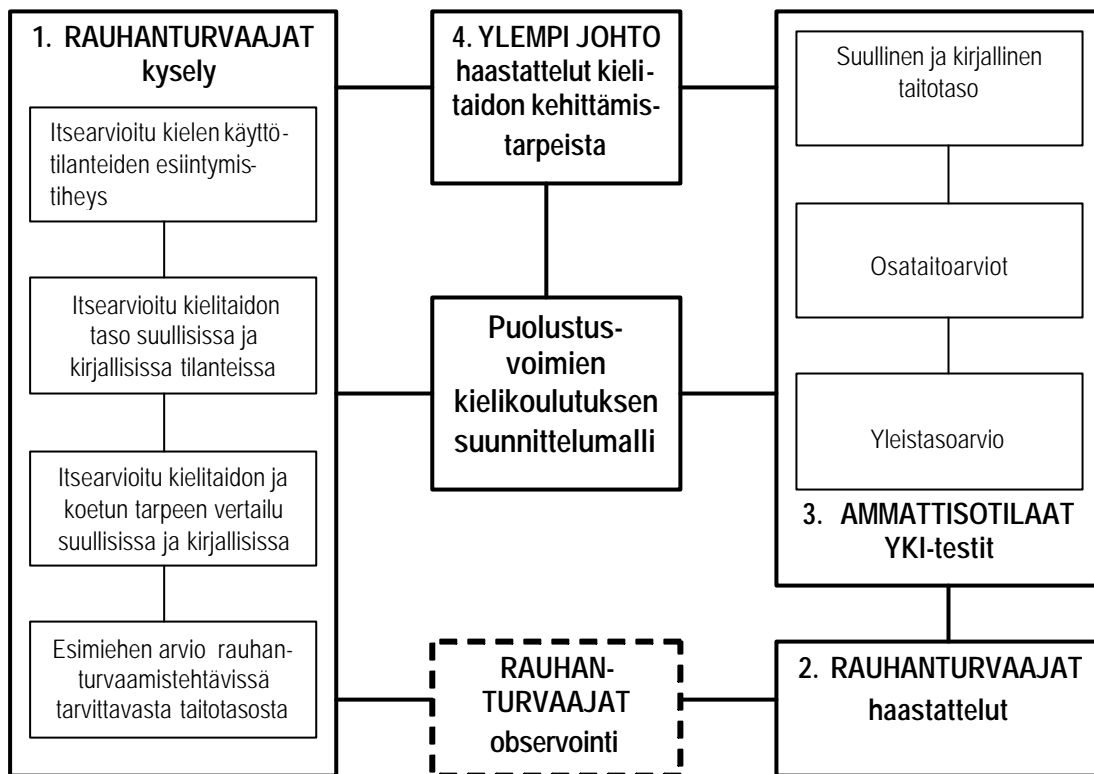 1. RAUHANTURVAAJAT
kysely
Itsearvioitu kielen käyttö-
tilanteiden esiintymis-
tiheys
Itsearvioitu kielitaidon
taso suullisissa ja
kirjallisissa tilanteissa
Itsearvioitu kielitaidon ja
koetun tarpeen vertailu
suullisissa ja kirjallisissa
Esimiehen arvio rauhan-
turvaamistehtävissä
tarvittavasta taitotasosta
4. YLEMPI JOHTO
haastattelut kieli-
taidon kehittämis-
tarpeista
Puolustus-
voimien
kielikoulutuksen
suunnittelumalli
RAUHAN-
TURVAAJAT
observointi
Suullinen ja kirjallinen
taitotaso
Osataitoarviot
Yleistasoarvio
3. AMMATTISOTILAAT
YKI-testit
2. RAUHANTURVAAJAT
haastattelut